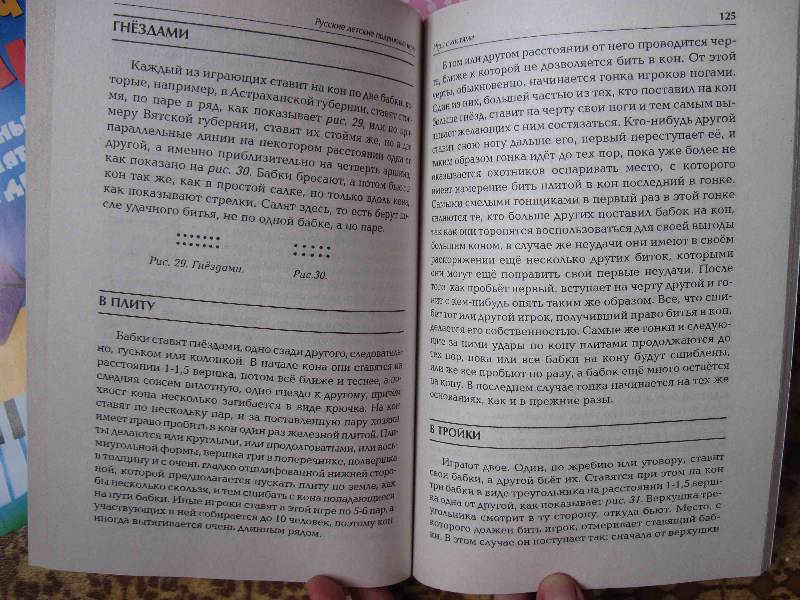 Русские детские подвижные игры
ГНЁЗДАМИ
Каждый из играющих ставит на кон по две бабки, ко-
торые, например, в Астраханской губернии, ставят стой-
мя, по паре в ряд, как показывает рис. 29, или по при-
меру Вятской губернии, ставят их стоймя же, но в две
параллельные линии на некотором расстоянии одна от
другой, а именно приблизительно на четверть аршина,
как показано на рис. 30. Бабки бросают, а потом бьют в
кон так же, как в простой салке, но только вдоль кона,
как показывают стрелки. Салят здесь, то есть берут по-
сле удачного битья, не по одной бабке, а по паре.
Рис. 29. Гнёздами.
Рис.30.
В ПЛИТУ
Бабки ставят гнёздами, одно сзади другого, следователь-
но, гуськом или колонкой. В начале кона они ставятся на
расстоянии 1-1,5 вершка, потом всё ближе и теснее, а по-
следняя совсем вплотную, одно гнездо к другому, причём
хвост кона несколько загибается в виде крючка. На кон
ставят по нескольку пар, и за поставленную пару хозяин
имеет право пробить в кон один раз железной плитой. Пли-
ты делаются или круглыми, или продолговатыми, или вось-
миугольной формы, вершка три в поперечнике, полвершка
в толщину и с очень гладко отшлифованной нижней сторо-
ной, которой предполагается пускать плиту по земле, как
бы несколько скользя, и тем сшибать с кона попадающиеся
на пути бабки. Иные игроки ставят в этой игре по 5-6 пар, а
участвующих в ней собирается до 10 человек, поэтому кон
иногда вытягивается очень длинным рядом.
125
В том или другом расстоянии от него проводится чер-
та, ближе к которой не дозволяется бить в кон. От этой
черты, обыкновенно, начинается гонка игроков ногами.
Один из них, большей частью из тех, кто поставил на кон
больше гнёзд, ставит на черту свои ноги и тем самым вы-
зывает желающих с ним состязаться. Кто-нибудь другой
ставит свою ногу дальше его, первый переступает её, и
таким образом гонка идёт до тех пор, пока уже более не
оказывается охотников оспаривать место, с которого
имеет намерение бить плитой в кон последний в гонке.
Самыми смелыми гонщиками в первый раз в этой гонке
являются те, кто больше других поставил бабок на кон,
так как они торопятся воспользоваться для своей выгоды
большим коном, в случае же неудачи они имеют в своём
распоряжении ещё несколько других биток, которыми
они могут ещё поправить свои первые неудачи. После
того как пробьёт первый, вступает на черту другой и го-
нит с кем-нибудь опять таким же образом. Все, что сши-
бит тот или другой игрок, получивший право битья в кон,
делается его собственностью. Самые же гонки и следую-
щие за ними удары по кону плитами продолжаются до
тех пор, пока или все бабки на кону будут сшиблены,
или же все пробьют по разу, а бабок ещё много остаётся
на кону. В последнем случае гонка начинается на тех же
основаниях, как и в прежние разы.
В ТРОЙКИ
Играют двое. Один, по жребию или уговору, ставит
свои бабки, а другой бьёт их. Ставятся при этом на кон
три бабки в виде треугольника на расстоянии 1-1,5 верш-
ка одна от другой, как показывает рис. 31. Верхушка тре-
угольника смотрит в ту сторону, откуда бьют. Место, с
которого должен бить игрок, отмеривает ставящий баб-
ки. В этом случае он поступает так: сначала от верхушки